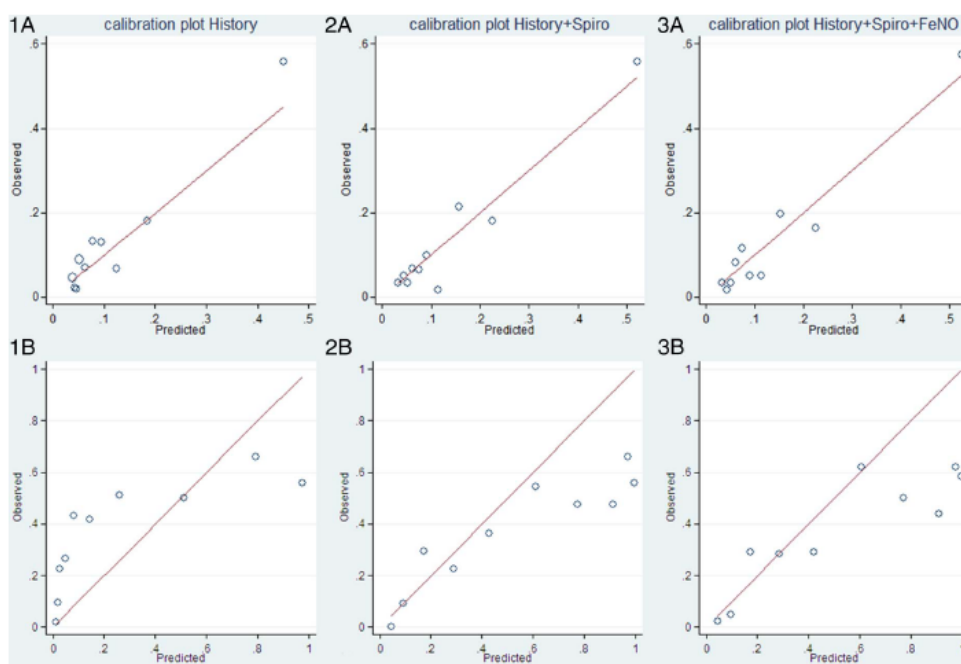 1A calibration plot History
2A calibration plot History+Spiro
3A calibration plot History+Spiro+FeNO
.6 .6 .6
.4 .4 .4
Observed Observed Observed
.2 .2 .2
0 0 0
0 .1 .2 .3 .4 .5
Predicted
0 .1 .2 .3 .4 .5
Predicted
0 .1 .2 .3 .4 .5
Predicted
1B 2B 3B
1 1 1
.8 .8 .8
.6 .6 .6
Observed Observed Observed
.4 .4 .4
.2 .2 .2
0 0 0
0 .2 .4 .6 .8 1
Predicted
0 .2 .4 .6 .8 1
Predicted
0 .2 .4 .6 .8 1
Predicted